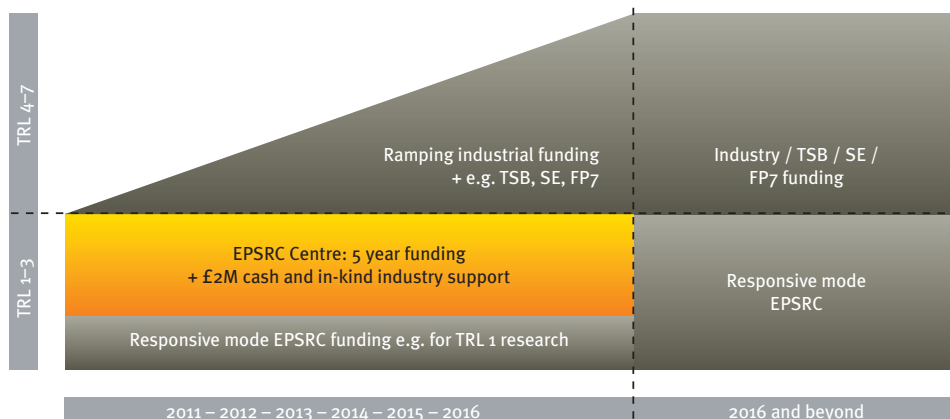 TRL 4–7
Ramping industrial funding
+ e.g. TSB, SE, FP7
Industry / TSB / SE /
FP7 funding
TRL 1–3
EPSRC Centre: 5 year funding
+ £2M cash and in-kind industry support
Responsive mode EPSRC funding e.g. for TRL 1 research
Responsive mode
EPSRC
2011 – 2012 – 2013 – 2014 – 2015 – 2016
2016 and beyond